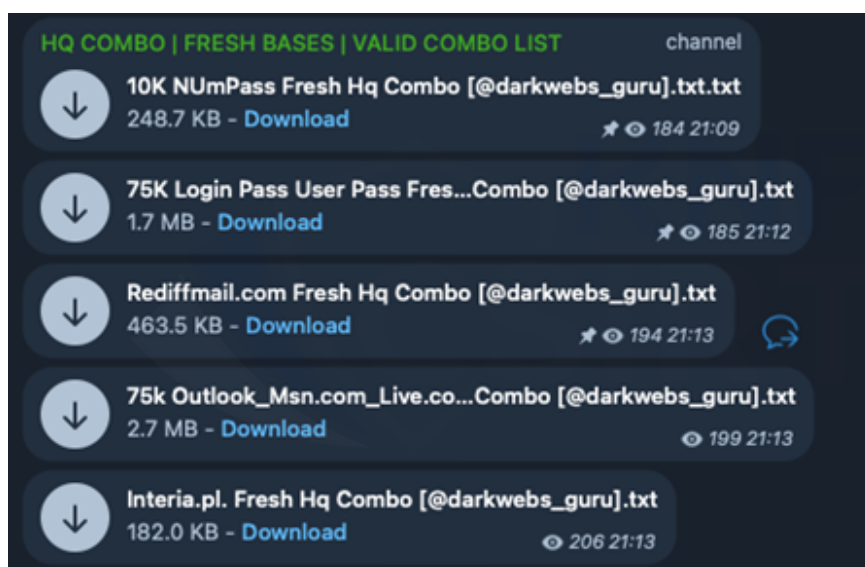 HQ COMBO | FRESH BASES | VALID COMBO LIST channel
10K NUmPass Fresh Hq Combo [@darkwebs_guru].txt.txt
248.7 KB - Download
184 21:09
75K Login Pass User Pass Fres...Combo [@darkwebs_guru].txt
1.7 MB - Download
185 21:12
Rediffmail.com Fresh Hq Combo [@darkwebs_guru].txt
463.5 KB - Download
194 21:13
75k Outlook_Msn.com_Live.co...Combo [@darkwebs_guru].txt
2.7 MB - Download
199 21:13
Interia.pl. Fresh Hq Combo [@darkwebs_guru].txt
182.0 KB - Download
206 21:13